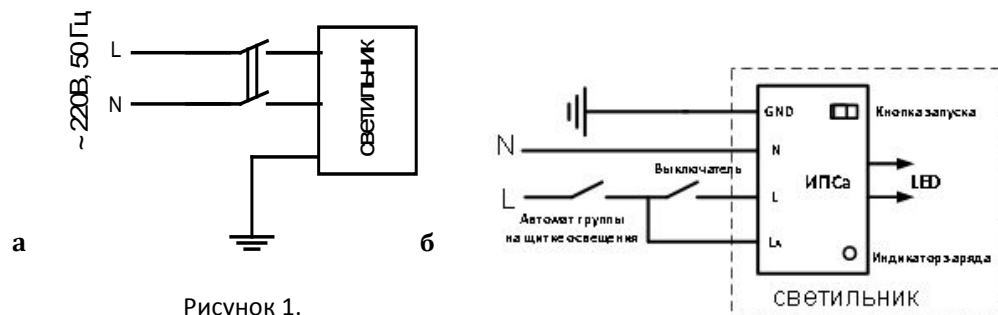 ~ 220В, 50 Гц
L
N
светильник
а
Рисунок 1.
б
N
L
Автомат группы
на щитке освещения
Выключатель
GND
N
L
LA
ИПСа
Кнопка запуска
LED
Индикатор заряда
светильник